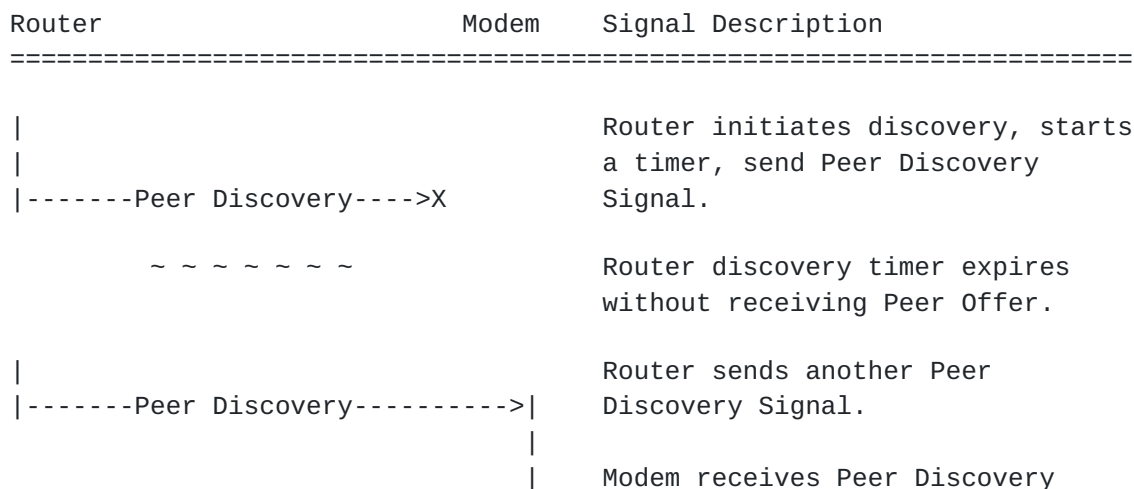 Router                       Modem    Signal Description
========================================================================

|                                     Router initiates discovery, starts
|                                     a timer, send Peer Discovery
|-------Peer Discovery---->X          Signal.

         ~ ~ ~ ~ ~ ~ ~                Router discovery timer expires
                                      without receiving Peer Offer.

|                                     Router sends another Peer
|-------Peer Discovery---------->|    Discovery Signal.
                                 |
                                 |    Modem receives Peer Discovery